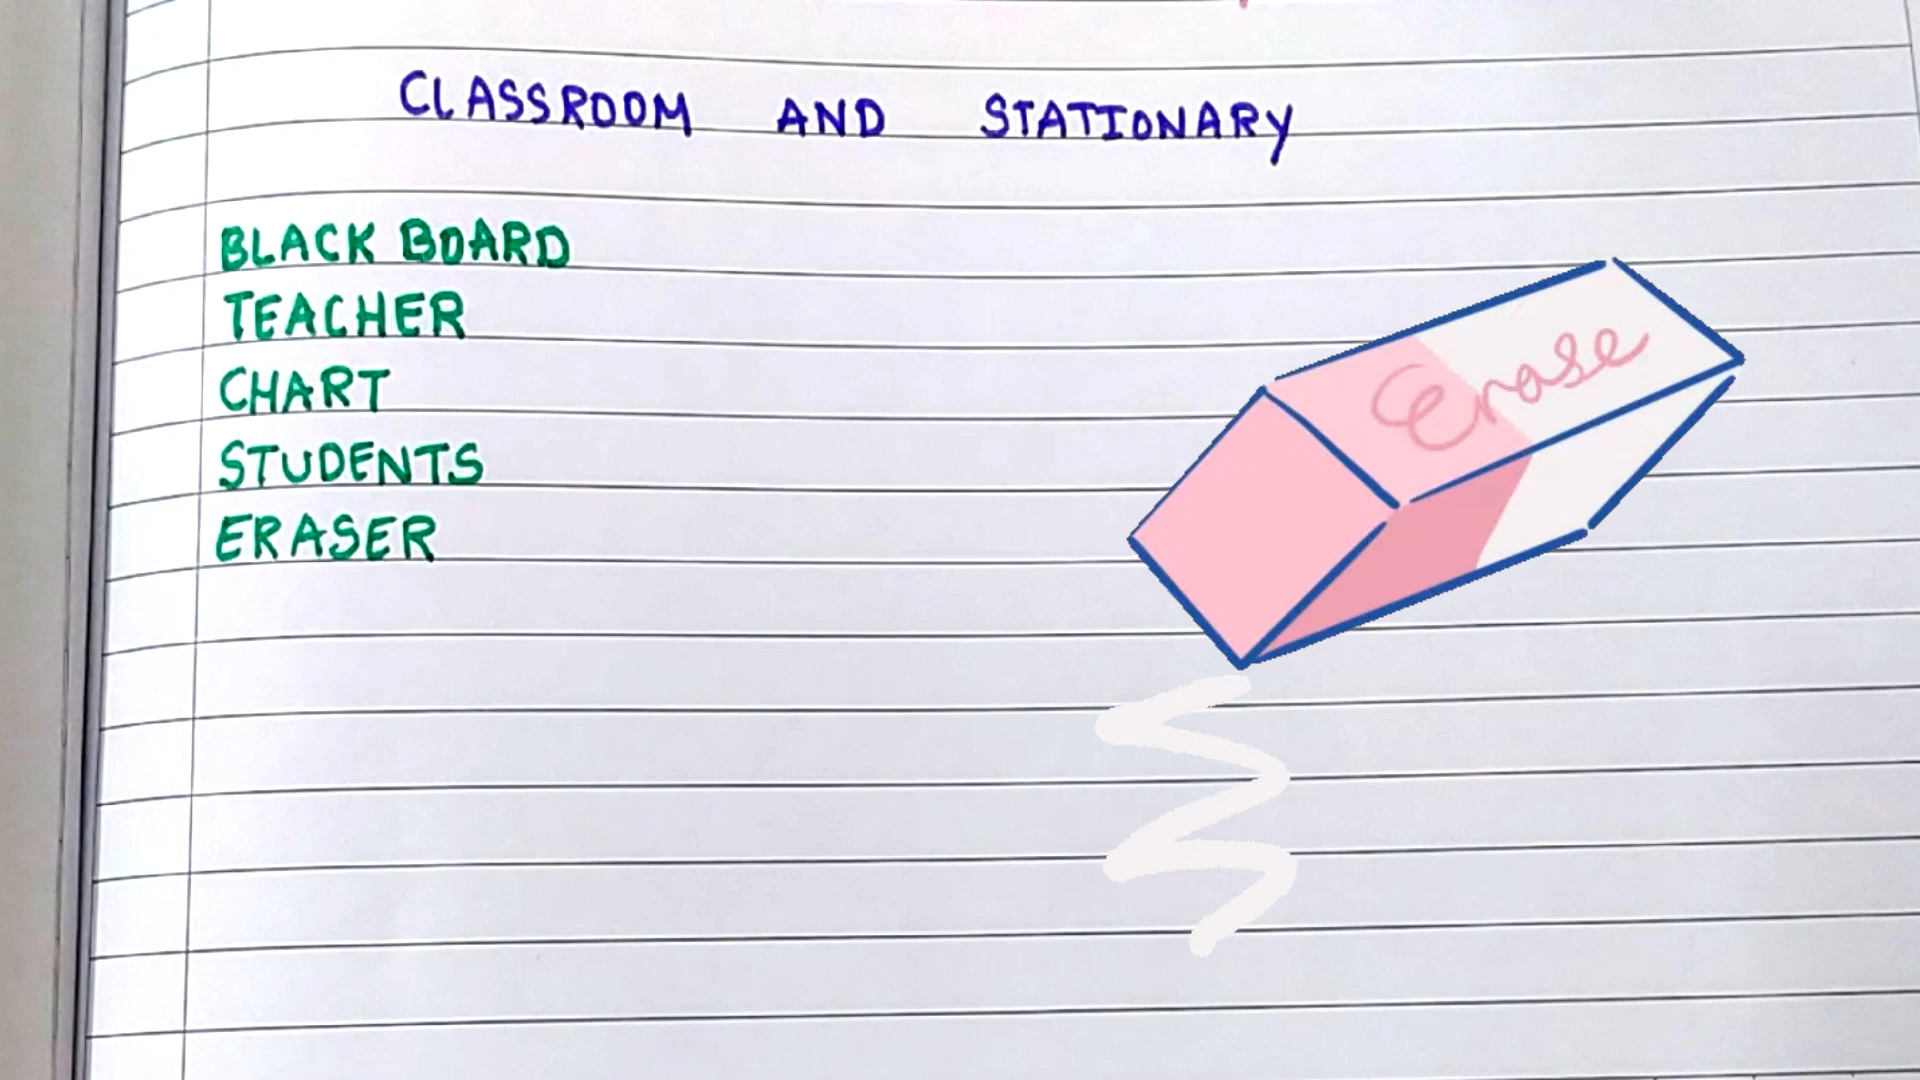 CLASSROOM AND STATIONARY
BLACK BOARD
TEACHER
CHART
STUDENTS
ERASER
Erase